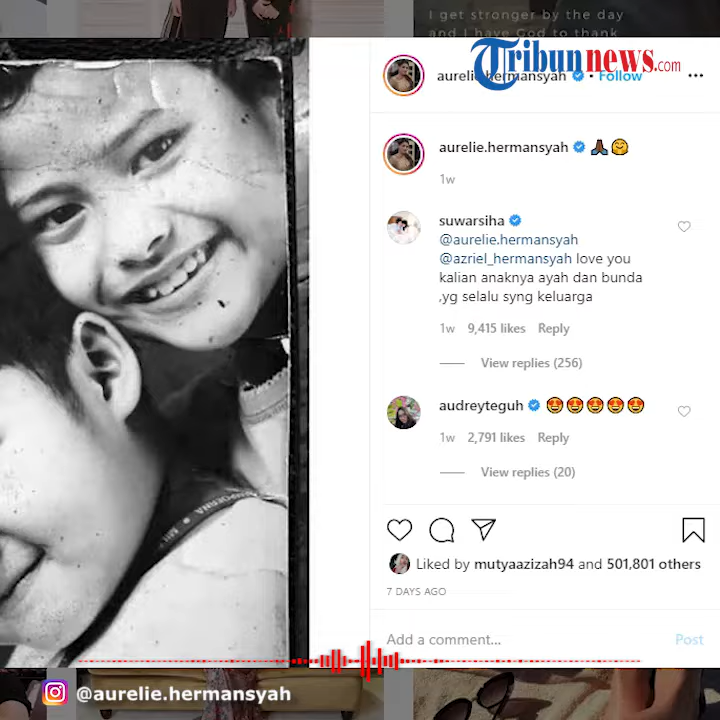 I get stronger by the day
and I have God to thank
Tribunnews.com
aurelie.hermansyah • Follow
aurelie.hermansyah 🙏🏿🤗
1w
suwarsiha
@aurelie.hermansyah
@azriel_hermansyah love you
kalian anaknya ayah dan bunda
,yg selalu syng keluarga
1w 9,415 likes Reply
View replies (256)
audreyteguh 😍😍😍😍😍
1w 2,791 likes Reply
View replies (20)
Liked by mutyaazizah94 and 501,801 others
7 DAYS AGO
Add a comment... Post
@aurelie.hermansyah